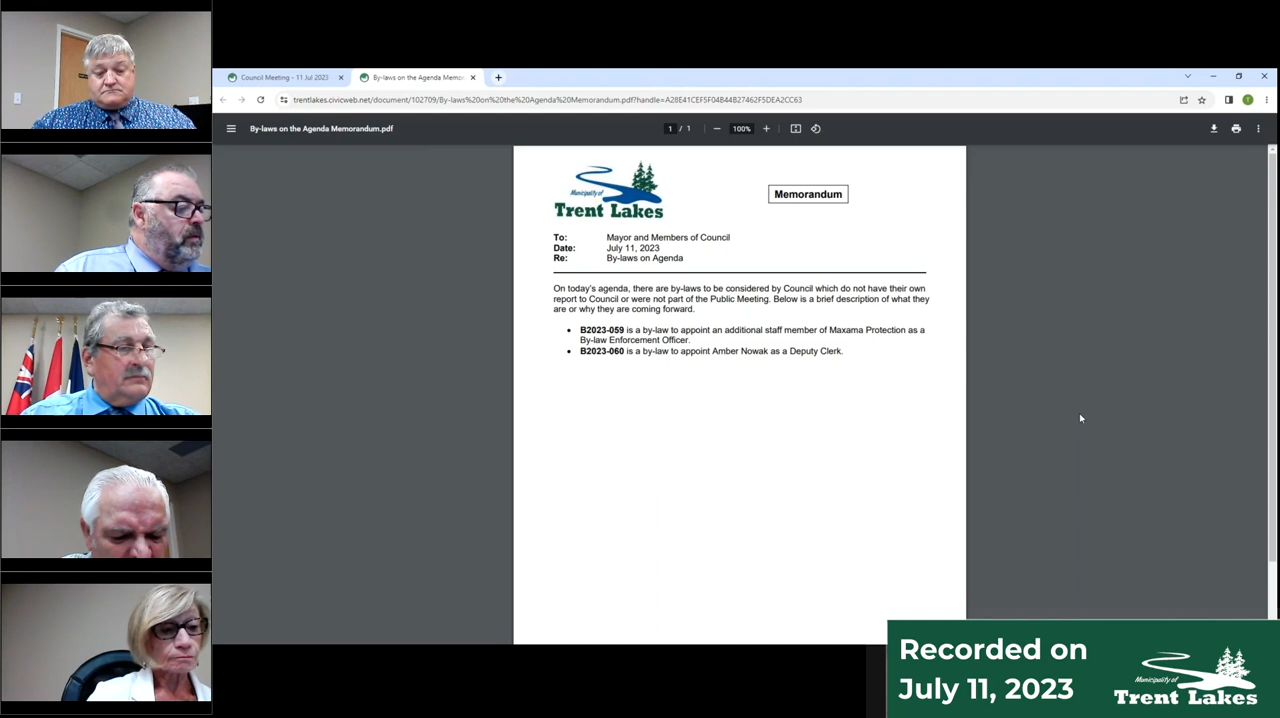 Council Meeting - 11 Jul 2023
By-laws on the Agenda Memor
trentlakes.civicweb.net/document/102709/By-laws%20on%20the%20Agenda%20Memorandum.pdf?handle=A28E41CEF5F04B44B27462F5DEA2CC63
T
By-laws on the Agenda Memorandum.pdf
1 / 1
100%
Municipality of
Trent Lakes
Memorandum
To: Mayor and Members of Council
Date: July 11, 2023
Re: By-laws on Agenda
On today's agenda, there are by-laws to be considered by Council which do not have their own
report to Council or were not part of the Public Meeting. Below is a brief description of what they
are or why they are coming forward.
• B2023-059 is a by-law to appoint an additional staff member of Maxama Protection as a
By-law Enforcement Officer.
• B2023-060 is a by-law to appoint Amber Nowak as a Deputy Clerk.
Recorded on
July 11, 2023
Municipality of
Trent Lakes